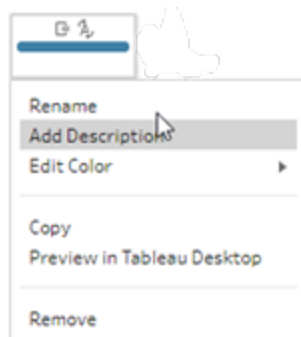 Rename
Add Description
Edit Color
Copy
Preview in Tableau Desktop
Remove